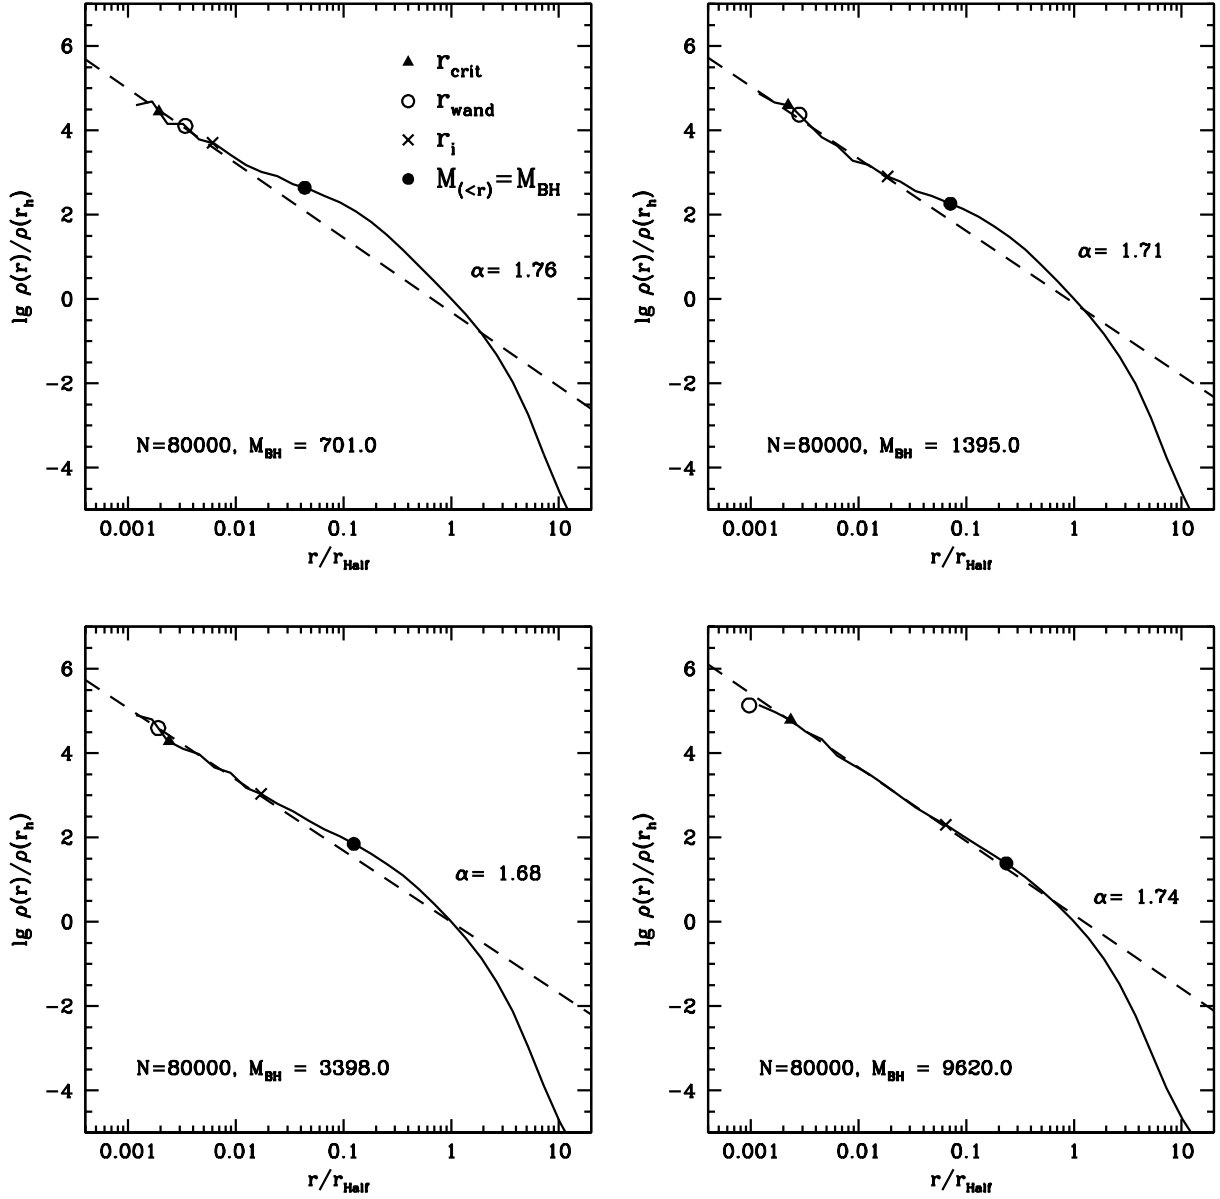 6
4
2
0
−2
−4
lg ρ(r)/ρ(r_h)
r_crit
r_wand
r_i
M_(<r)=M_BH
α= 1.76
N=80000, M_BH = 701.0
0.001 0.01 0.1 1 10
r/r_Half
6
4
2
0
−2
−4
lg ρ(r)/ρ(r_h)
α= 1.71
N=80000, M_BH = 1395.0
0.001 0.01 0.1 1 10
r/r_Half
6
4
2
0
−2
−4
lg ρ(r)/ρ(r_h)
α= 1.68
N=80000, M_BH = 3398.0
0.001 0.01 0.1 1 10
r/r_Half
6
4
2
0
−2
−4
lg ρ(r)/ρ(r_h)
α= 1.74
N=80000, M_BH = 9620.0
0.001 0.01 0.1 1 10
r/r_Half